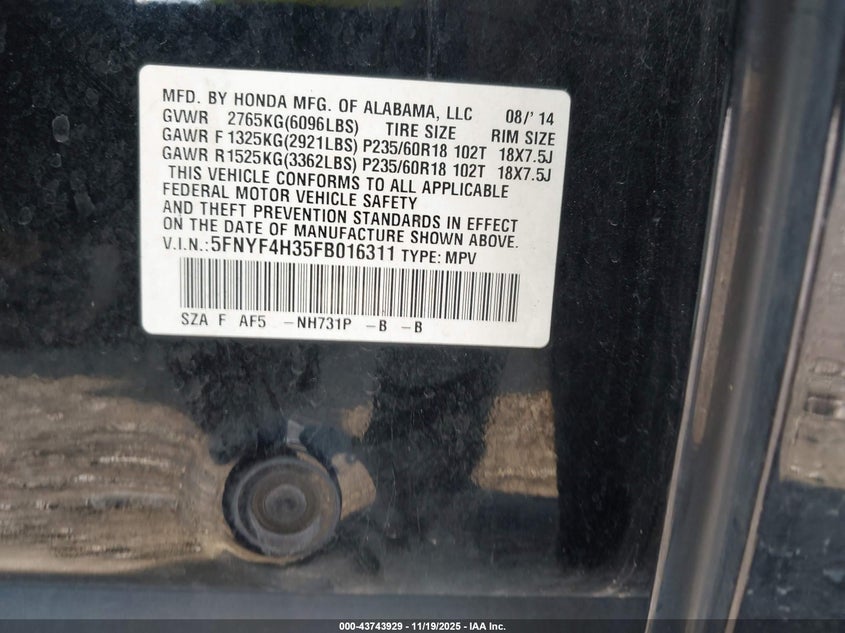 MFD. BY HONDA MFG. OF ALABAMA, LLC 08/' 14
GVWR 2765KG(6096LBS) TIRE SIZE RIM SIZE
GAWR F 1325KG(2921LBS) P235/60R18 102T 18X7.5J
GAWR R1525KG(3362LBS) P235/60R18 102T 18X7.5J
THIS VEHICLE CONFORMS TO ALL APPLICABLE
FEDERAL MOTOR VEHICLE SAFETY
AND THEFT PREVENTION STANDARDS IN EFFECT
ON THE DATE OF MANUFACTURE SHOWN ABOVE.
V.I.N.:5FNYF4H35FB016311 TYPE: MPV
SZA F AF5 -NH731P -B -B
000-43743929 - 11/19/2025 - IAA Inc.